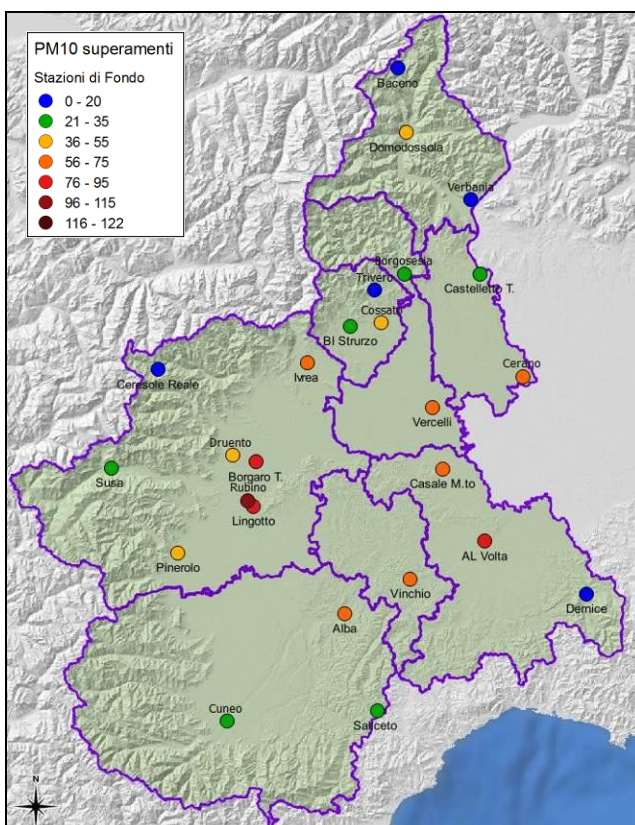 PM10 superamenti
Stazioni di Fondo
0 - 20
21 - 35
36 - 55
56 - 75
76 - 95
96 - 115
116 - 122
Baceno
Domodossola
Verbania
Borgosesia
Trivero
Castelletto T.
Cossato
BI Strurzo
Ceresole Reale
Ivrea
Cerano
Vercelli
Druento
Susa
Borgaro T.
Casale M.to
Rubino
Lingotto
AL Volta
Pinerolo
Vinchio
Dernice
Alba
Cuneo
Saliceto
N